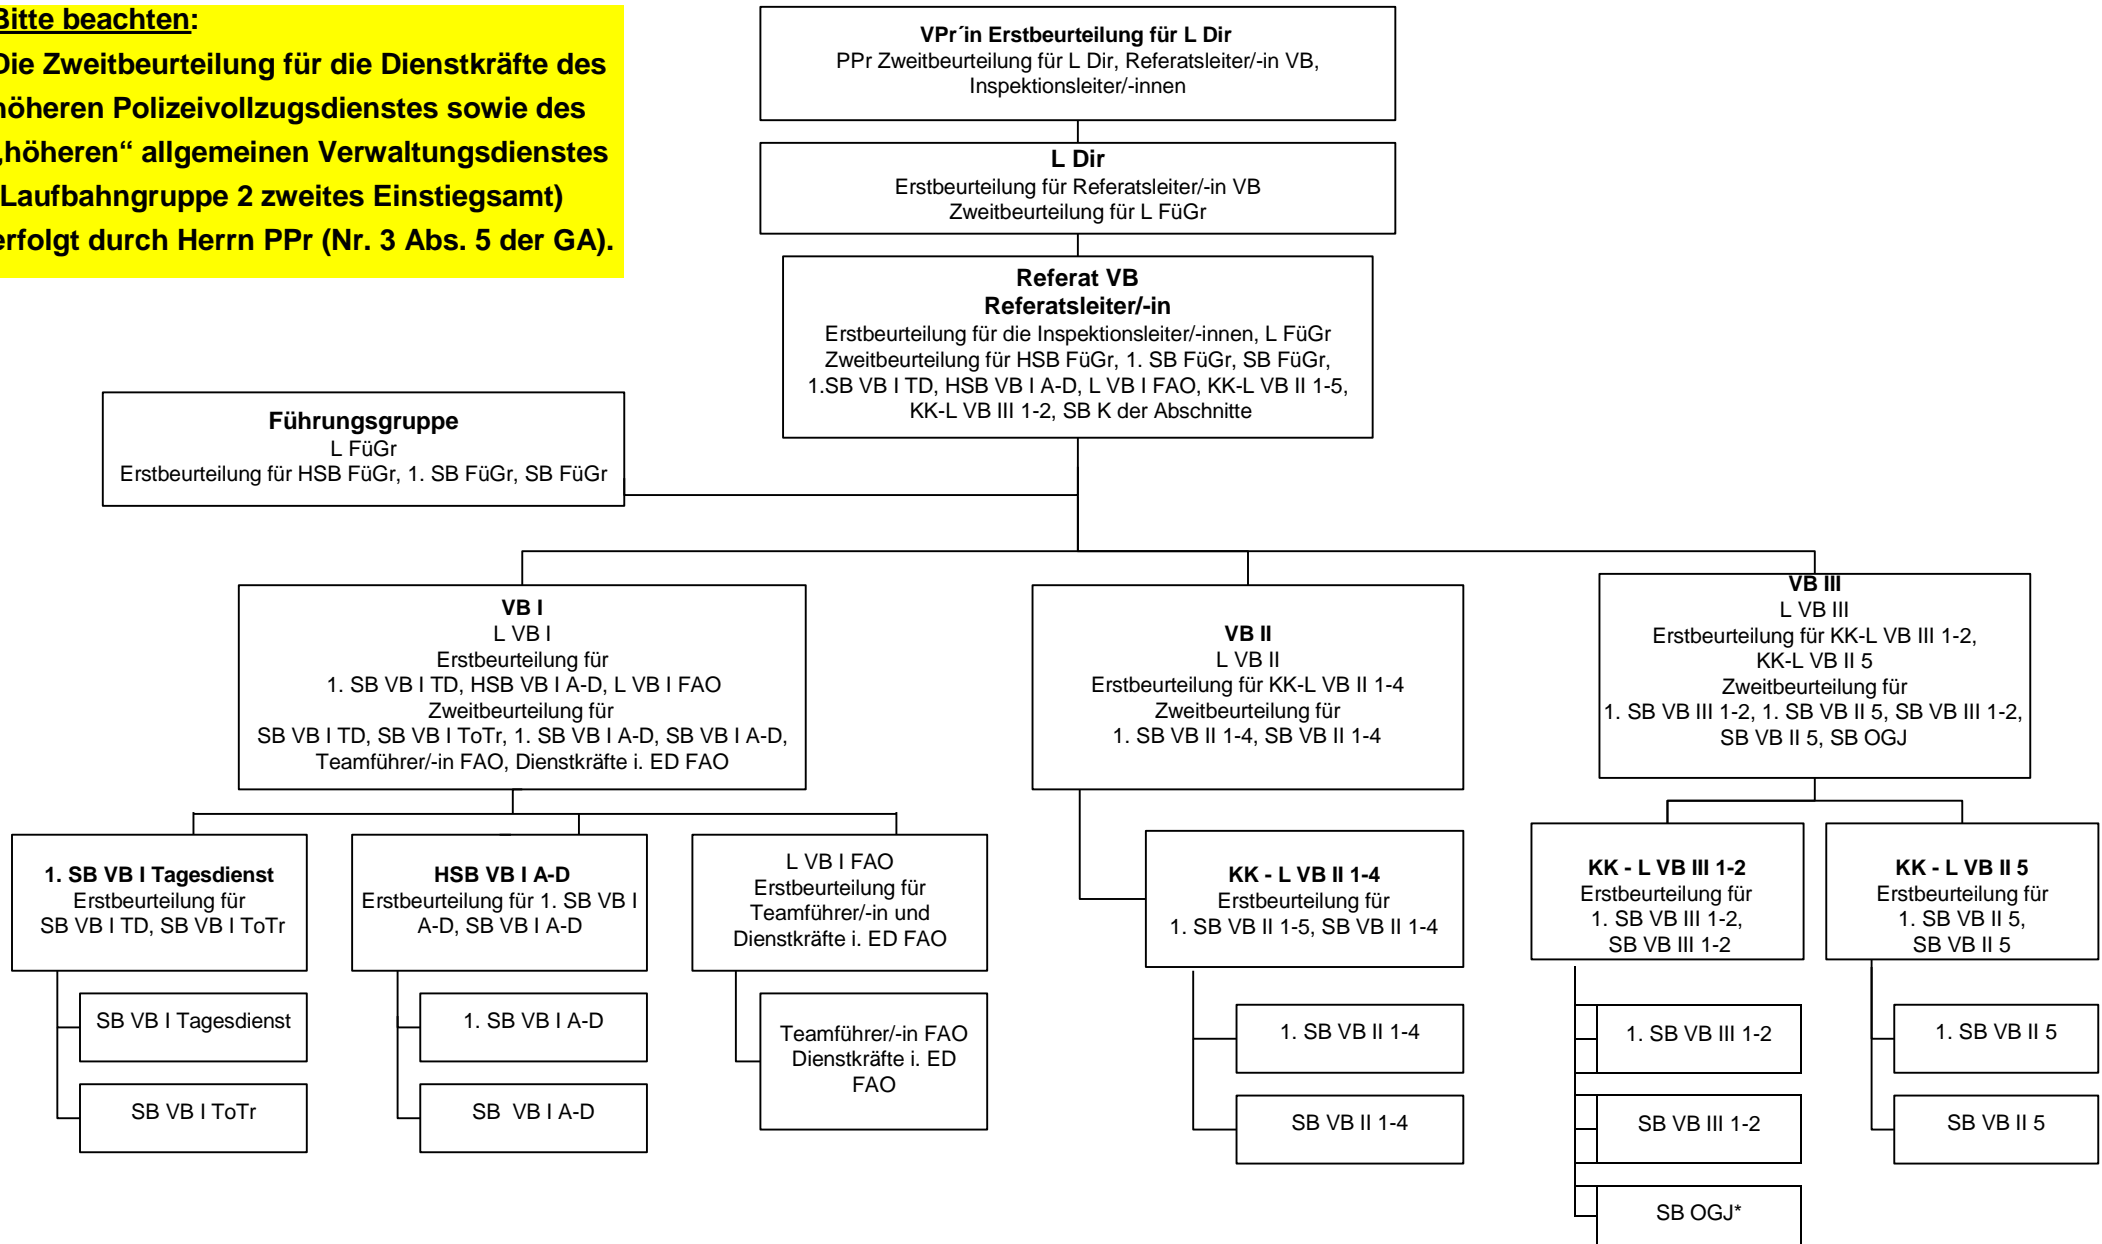 Bitte beachten:
Die Zweitbeurteilung für die Dienstkräfte des
höheren Polizeivollzugsdienstes sowie des
„höheren“ allgemeinen Verwaltungsdienstes
(Laufbahngruppe 2 zweites Einstiegsamt)
erfolgt durch Herrn PPr (Nr. 3 Abs. 5 der GA).
VPr´in Erstbeurteilung für L Dir
PPr Zweitbeurteilung für L Dir, Referatsleiter/-in VB,
Inspektionsleiter/-innen
L Dir
Erstbeurteilung für Referatsleiter/-in VB
Zweitbeurteilung für L FüGr
Referat VB
Referatsleiter/-in
Erstbeurteilung für die Inspektionsleiter/-innen, L FüGr
Zweitbeurteilung für HSB FüGr, 1. SB FüGr, SB FüGr,
1.SB VB I TD, HSB VB I A-D, L VB I FAO, KK-L VB II 1-5,
KK-L VB III 1-2, SB K der Abschnitte
Führungsgruppe
L FüGr
Erstbeurteilung für HSB FüGr, 1. SB FüGr, SB FüGr
VB I
L VB I
Erstbeurteilung für
1. SB VB I TD, HSB VB I A-D, L VB I FAO
Zweitbeurteilung für
SB VB I TD, SB VB I ToTr, 1. SB VB I A-D, SB VB I A-D,
Teamführer/-in FAO, Dienstkräfte i. ED FAO
VB II
L VB II
Erstbeurteilung für KK-L VB II 1-4
Zweitbeurteilung für
1. SB VB II 1-4, SB VB II 1-4
VB III
L VB III
Erstbeurteilung für KK-L VB III 1-2,
KK-L VB II 5
Zweitbeurteilung für
1. SB VB III 1-2, 1. SB VB II 5, SB VB III 1-2,
SB VB II 5, SB OGJ
1. SB VB I Tagesdienst
Erstbeurteilung für
SB VB I TD, SB VB I ToTr
SB VB I Tagesdienst
SB VB I ToTr
HSB VB I A-D
Erstbeurteilung für 1. SB VB I
A-D, SB VB I A-D
1. SB VB I A-D
SB VB I A-D
L VB I FAO
Erstbeurteilung für
Teamführer/-in und
Dienstkräfte i. ED FAO
Teamführer/-in FAO
Dienstkräfte i. ED
FAO
KK - L VB II 1-4
Erstbeurteilung für
1. SB VB II 1-5, SB VB II 1-4
1. SB VB II 1-4
SB VB II 1-4
KK - L VB III 1-2
Erstbeurteilung für
1. SB VB III 1-2,
SB VB III 1-2
1. SB VB III 1-2
SB VB III 1-2
SB OGJ*
KK - L VB II 5
Erstbeurteilung für
1. SB VB II 5,
SB VB II 5
1. SB VB II 5
SB VB II 5